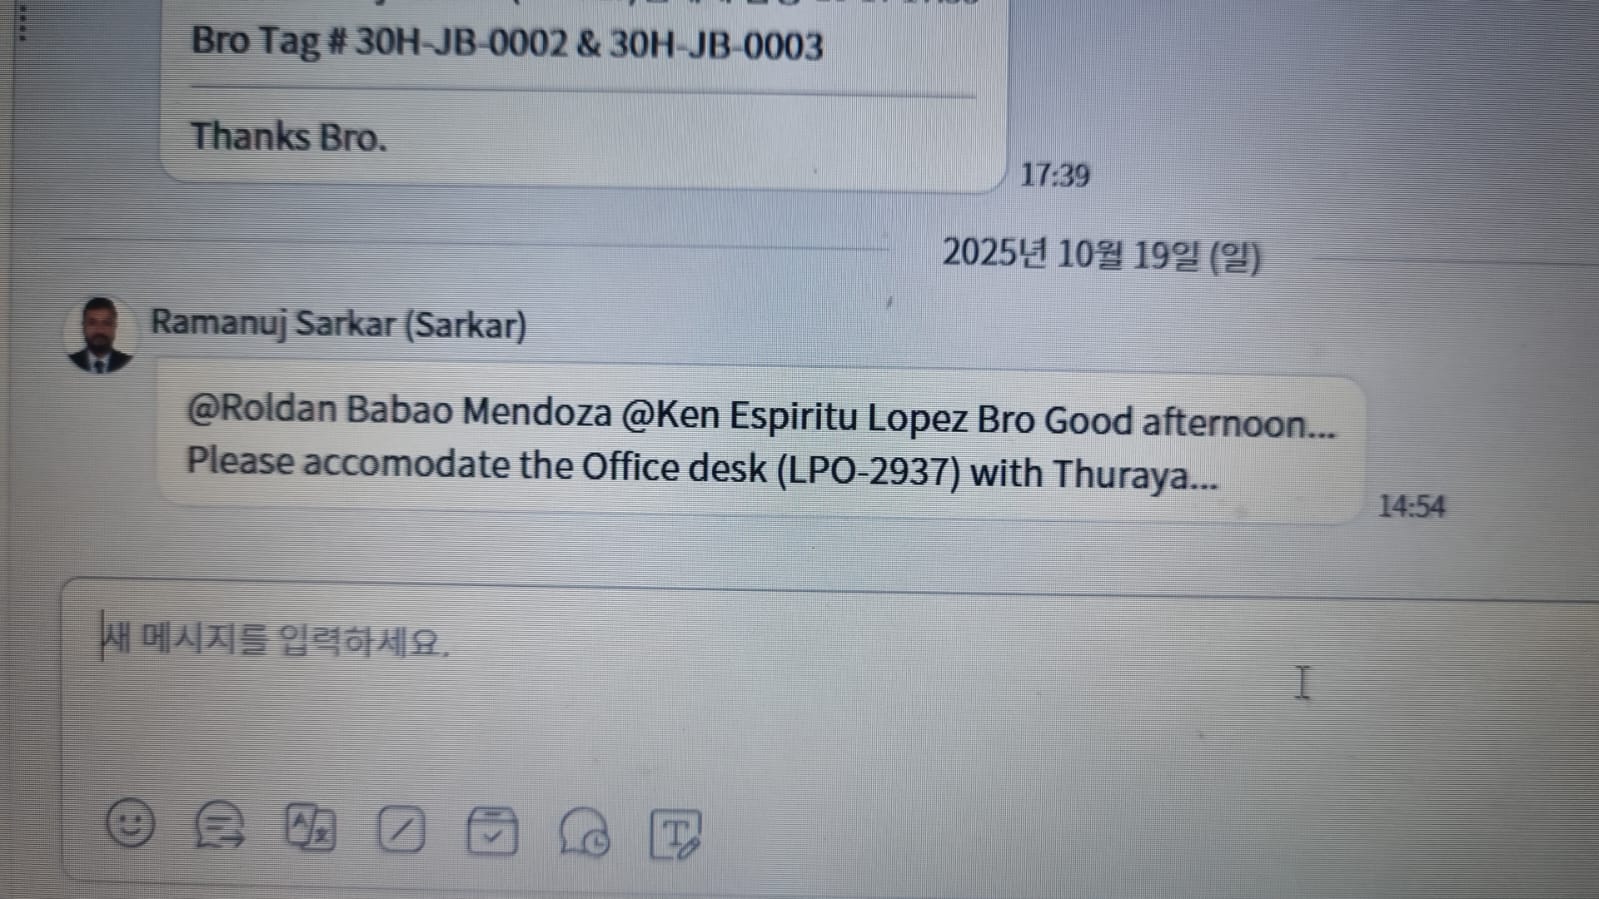 Bro Tag # 30H-JB-0002 & 30H-JB-0003
Thanks Bro.
17:39
2025년 10월 19일 (일)
Ramanuj Sarkar (Sarkar)
@Roldan Babao Mendoza @Ken Espiritu Lopez Bro Good afternoon...
Please accomodate the Office desk (LPO-2937) with Thuraya...
14:54
새 메시지를 입력하세요.